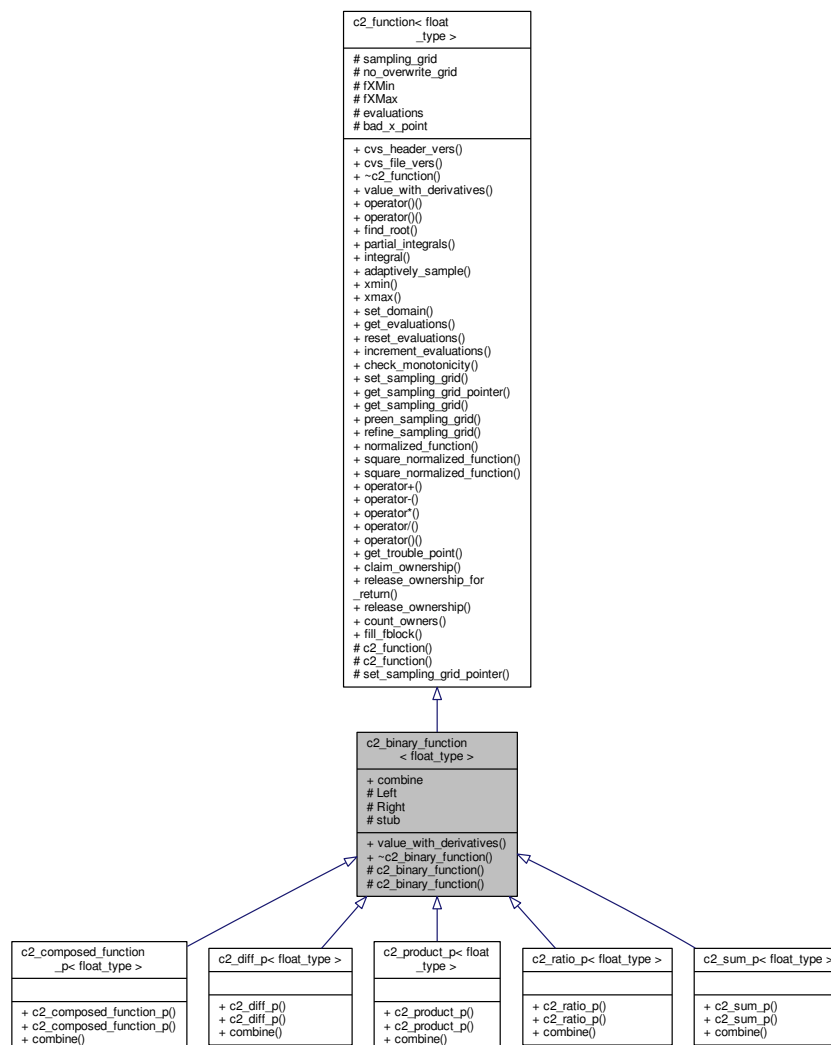 c2_function< float
_type >
# sampling_grid
# no_overwrite_grid
# fXMin
# fXMax
# evaluations
# bad_x_point
+ cvs_header_vers()
+ cvs_file_vers()
+ ~c2_function()
+ value_with_derivatives()
+ operator()()
+ operator()()
+ find_root()
+ partial_integrals()
+ integral()
+ adaptively_sample()
+ xmin()
+ xmax()
+ set_domain()
+ get_evaluations()
+ reset_evaluations()
+ increment_evaluations()
+ check_monotonicity()
+ set_sampling_grid()
+ get_sampling_grid_pointer()
+ get_sampling_grid()
+ preen_sampling_grid()
+ refine_sampling_grid()
+ normalized_function()
+ square_normalized_function()
+ square_normalized_function()
+ operator+()
+ operator-()
+ operator*()
+ operator/()
+ operator()()
+ get_trouble_point()
+ claim_ownership()
+ release_ownership_for
_return()
+ release_ownership()
+ count_owners()
+ fill_fblock()
# c2_function()
# c2_function()
# set_sampling_grid_pointer()
c2_binary_function
< float_type >
+ combine
# Left
# Right
# stub
+ value_with_derivatives()
+ ~c2_binary_function()
# c2_binary_function()
# c2_binary_function()
c2_composed_function
_p< float_type >
+ c2_composed_function_p()
+ c2_composed_function_p()
+ combine()
c2_diff_p< float_type >
+ c2_diff_p()
+ c2_diff_p()
+ combine()
c2_product_p< float
_type >
+ c2_product_p()
+ c2_product_p()
+ combine()
c2_ratio_p< float_type >
+ c2_ratio_p()
+ c2_ratio_p()
+ combine()
c2_sum_p< float_type >
+ c2_sum_p()
+ c2_sum_p()
+ combine()